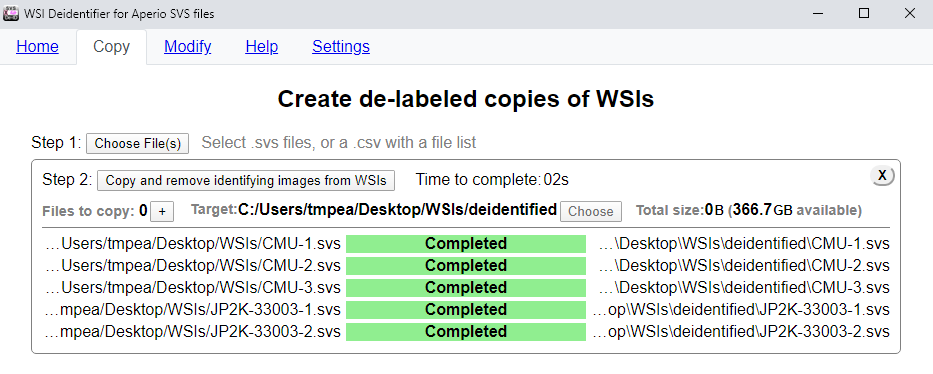 WSI Deidentifier for Aperio SVS files
Home Copy Modify Help Settings
Create de-labeled copies of WSIs
Step 1: Choose File(s) Select .svs files, or a .csv with a file list
Step 2: Copy and remove identifying images from WSIs Time to complete: 02s X
Files to copy: 0 + Target:C:/Users/tmpea/Desktop/WSIs/deidentified Choose Total size:0B (366.7GB available)
...Users/tmpea/Desktop/WSIs/CMU-1.svs Completed ...\Desktop\WSIs\deidentified\CMU-1.svs
...Users/tmpea/Desktop/WSIs/CMU-2.svs Completed ...\Desktop\WSIs\deidentified\CMU-2.svs
...Users/tmpea/Desktop/WSIs/CMU-3.svs Completed ...\Desktop\WSIs\deidentified\CMU-3.svs
...mpea/Desktop/WSIs/JP2K-33003-1.svs Completed ...op\WSIs\deidentified\JP2K-33003-1.svs
...mpea/Desktop/WSIs/JP2K-33003-2.svs Completed ...op\WSIs\deidentified\JP2K-33003-2.svs